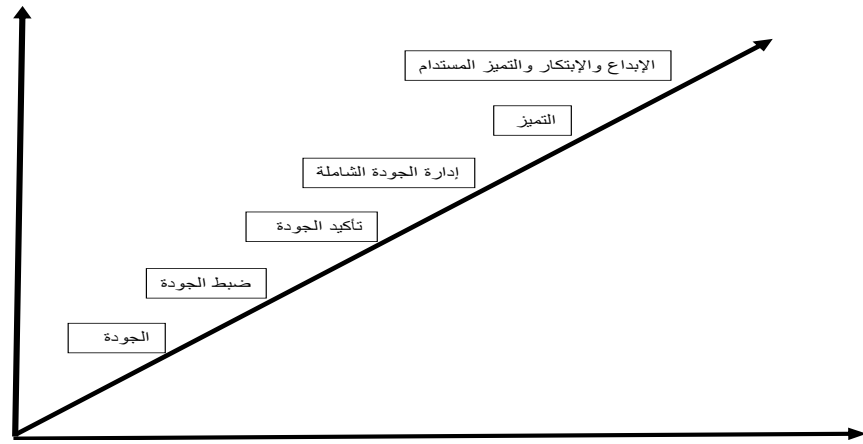 الإبداع والإبتكار والتميز المستدام
التميز
إدارة الجودة الشاملة
تأكيد الجودة
ضبط الجودة
الجودة